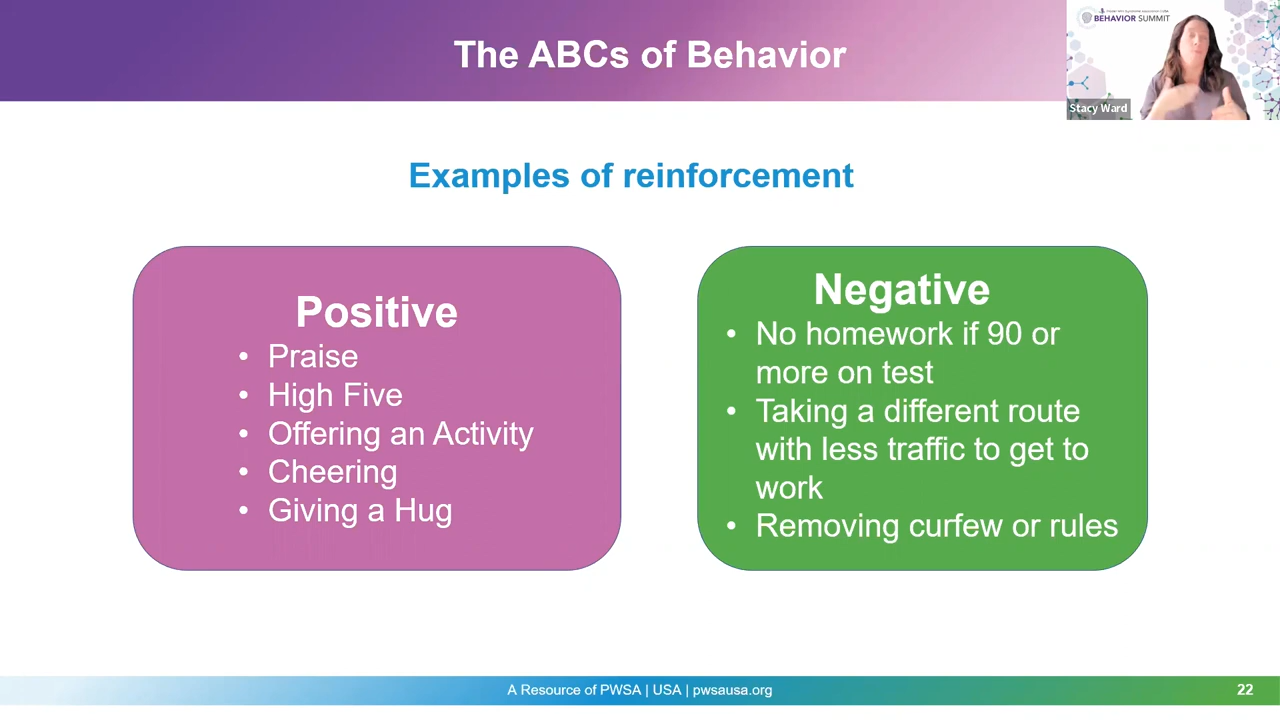 The ABCs of Behavior
BEHAVIOR SUMMIT
Stacy Ward
Examples of reinforcement
Positive
• Praise
• High Five
• Offering an Activity
• Cheering
• Giving a Hug
Negative
• No homework if 90 or
more on test
• Taking a different route
with less traffic to get to
work
• Removing curfew or rules
A Resource of PWSA | USA | pwsausa.org
22